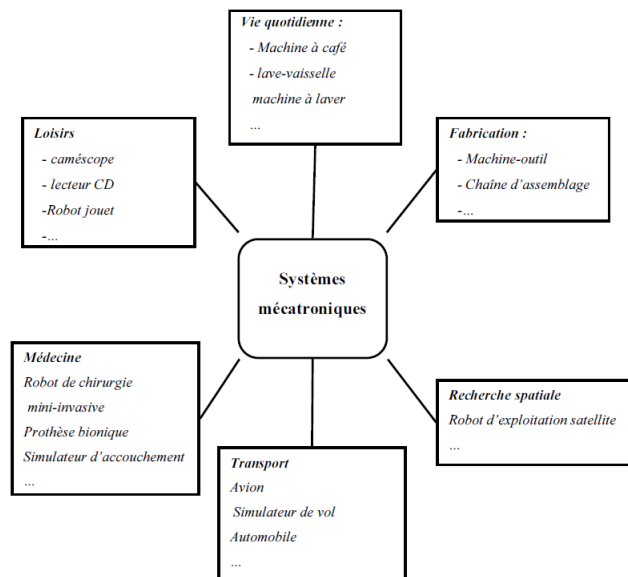 Vie quotidienne :
- Machine à café
- lave-vaisselle
machine à laver
...
Loisirs
- caméscope
- lecteur CD
-Robot jouet
-...
Fabrication :
- Machine-outil
- Chaîne d'assemblage
-...
Systèmes
mécatroniques
Médecine
Robot de chirurgie
mini-invasive
Prothèse bionique
Simulateur d'accouchement
...
Recherche spatiale
Robot d'exploitation satellite
...
Transport
Avion
Simulateur de vol
Automobile
...